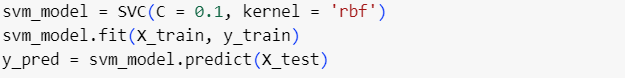 svm_model = SVC(C = 0.1, kernel = 'rbf')
svm_model.fit(X_train, y_train)
y_pred = svm_model.predict(X_test)